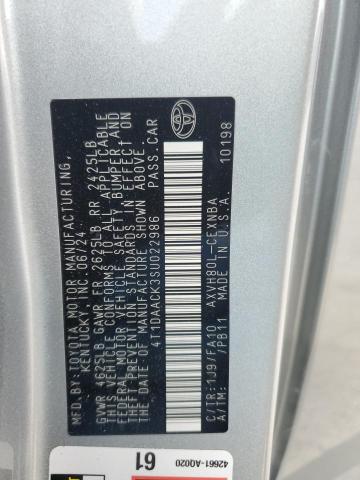 MFD. BY:TOYOTA MOTOR MANUFACTURING,
KENTUCKY, INC. 06/24
GVWR 4625LB GAWR FR 2625LB RR 2425LB
THIS VEHICLE CONFORMS TO ALL APPLICABLE
FEDERAL MOTOR VEHICLE SAFETY, BUMPER AND
THEFT PREVENTION STANDARDS IN EFFECT ON
THE DATE OF MANUFACTURE SHOWN ABOVE.
4T1DAACK3SU022986 PASS.CAR
C/TR:1J9/FA10 AXVH80L-CEXNBA
A/TM: /PB11 MADE IN U.S.A. 10198
61
42661-AQ020